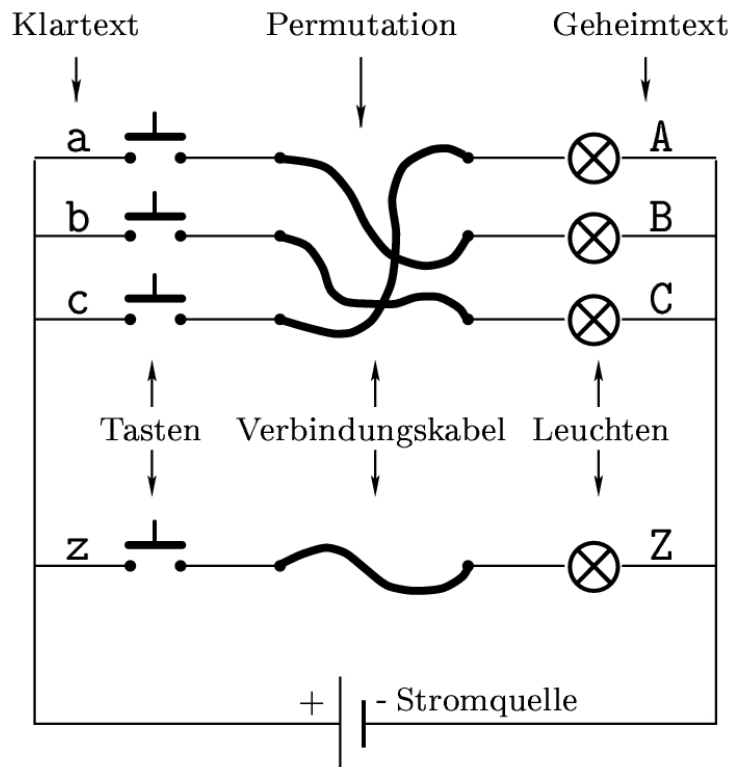 Klartext Permutation Geheimtext
a A
b B
c C
Tasten Verbindungskabel Leuchten
z Z
+ - Stromquelle